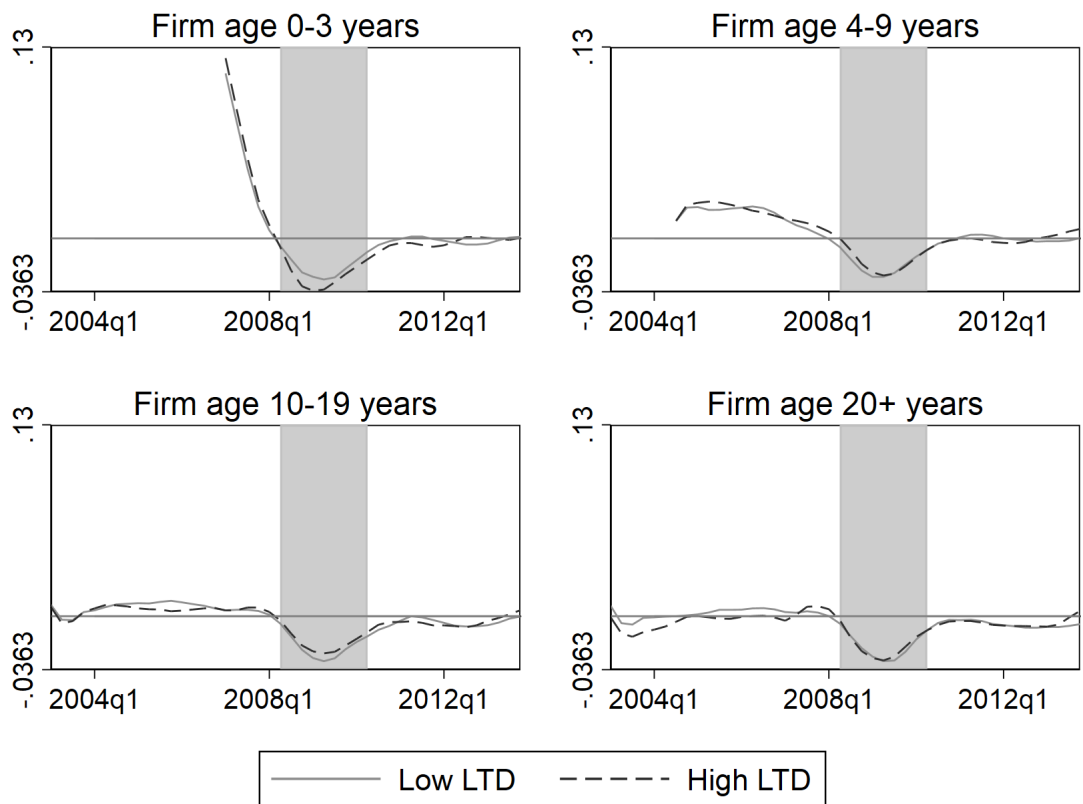 Firm age 0-3 years
.13
-.0363
2004q1 2008q1 2012q1
Firm age 4-9 years
.13
-.0363
2004q1 2008q1 2012q1
Firm age 10-19 years
.13
-.0363
2004q1 2008q1 2012q1
Firm age 20+ years
.13
-.0363
2004q1 2008q1 2012q1
Low LTD High LTD